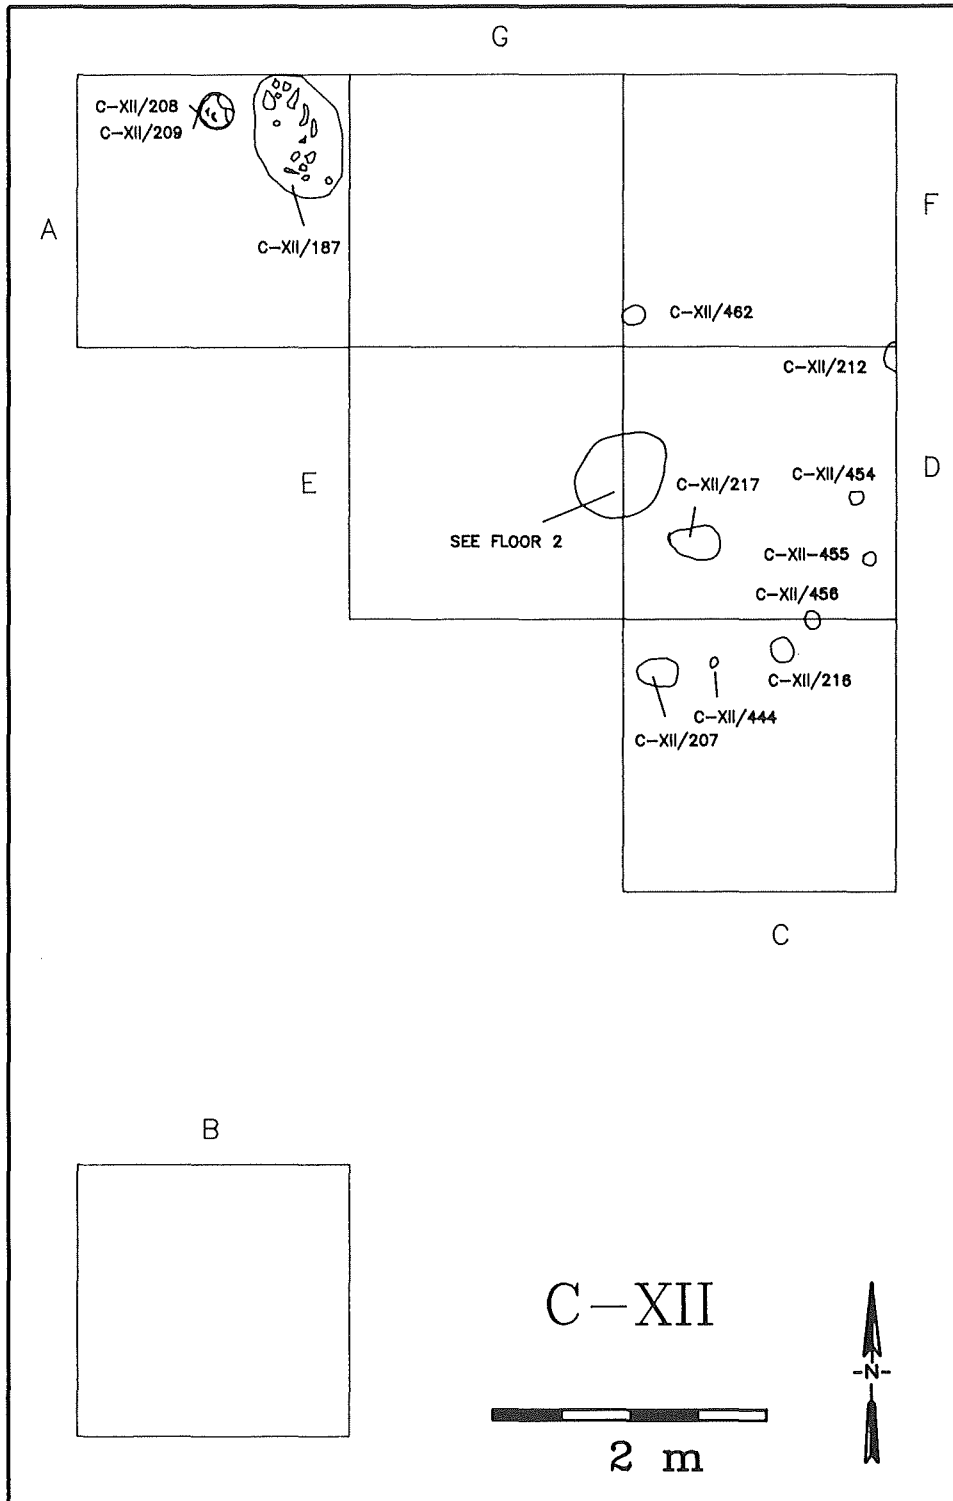 G
C-XII/208
C-XII/209
A
F
C-XII/187
C-XII/462
C-XII/212
E
D
C-XII/454
C-XII/217
SEE FLOOR 2
C-XII-455
C-XII/456
C-XII/216
C-XII/444
C-XII/207
C
B
C-XII
-N-
2 m